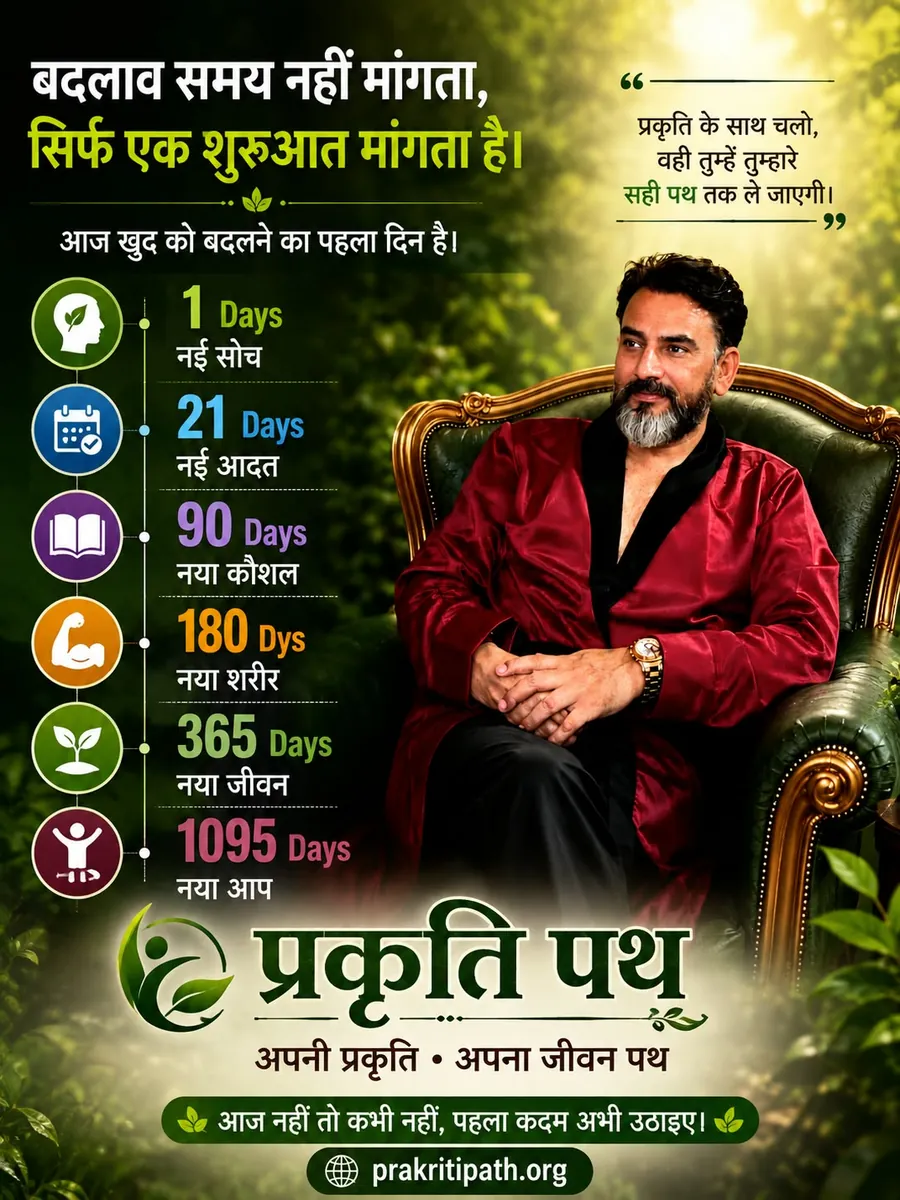 बदलाव समय नहीं मांगता,
सिर्फ एक शुरुआत मांगता है।
आज खुद को बदलने का पहला दिन है।
“
प्रकृति के साथ चलो,
वही तुम्हें तुम्हारे
सही पथ तक ले जाएगी।
”
1 Days
नई सोच
21 Days
नई आदत
90 Days
नया कौशल
180 Dys
नया शरीर
365 Days
नया जीवन
1095 Days
नया आप
प्रकृति पथ
अपनी प्रकृति • अपना जीवन पथ
आज नहीं तो कभी नहीं, पहला कदम अभी उठाइए।
prakritipath.org